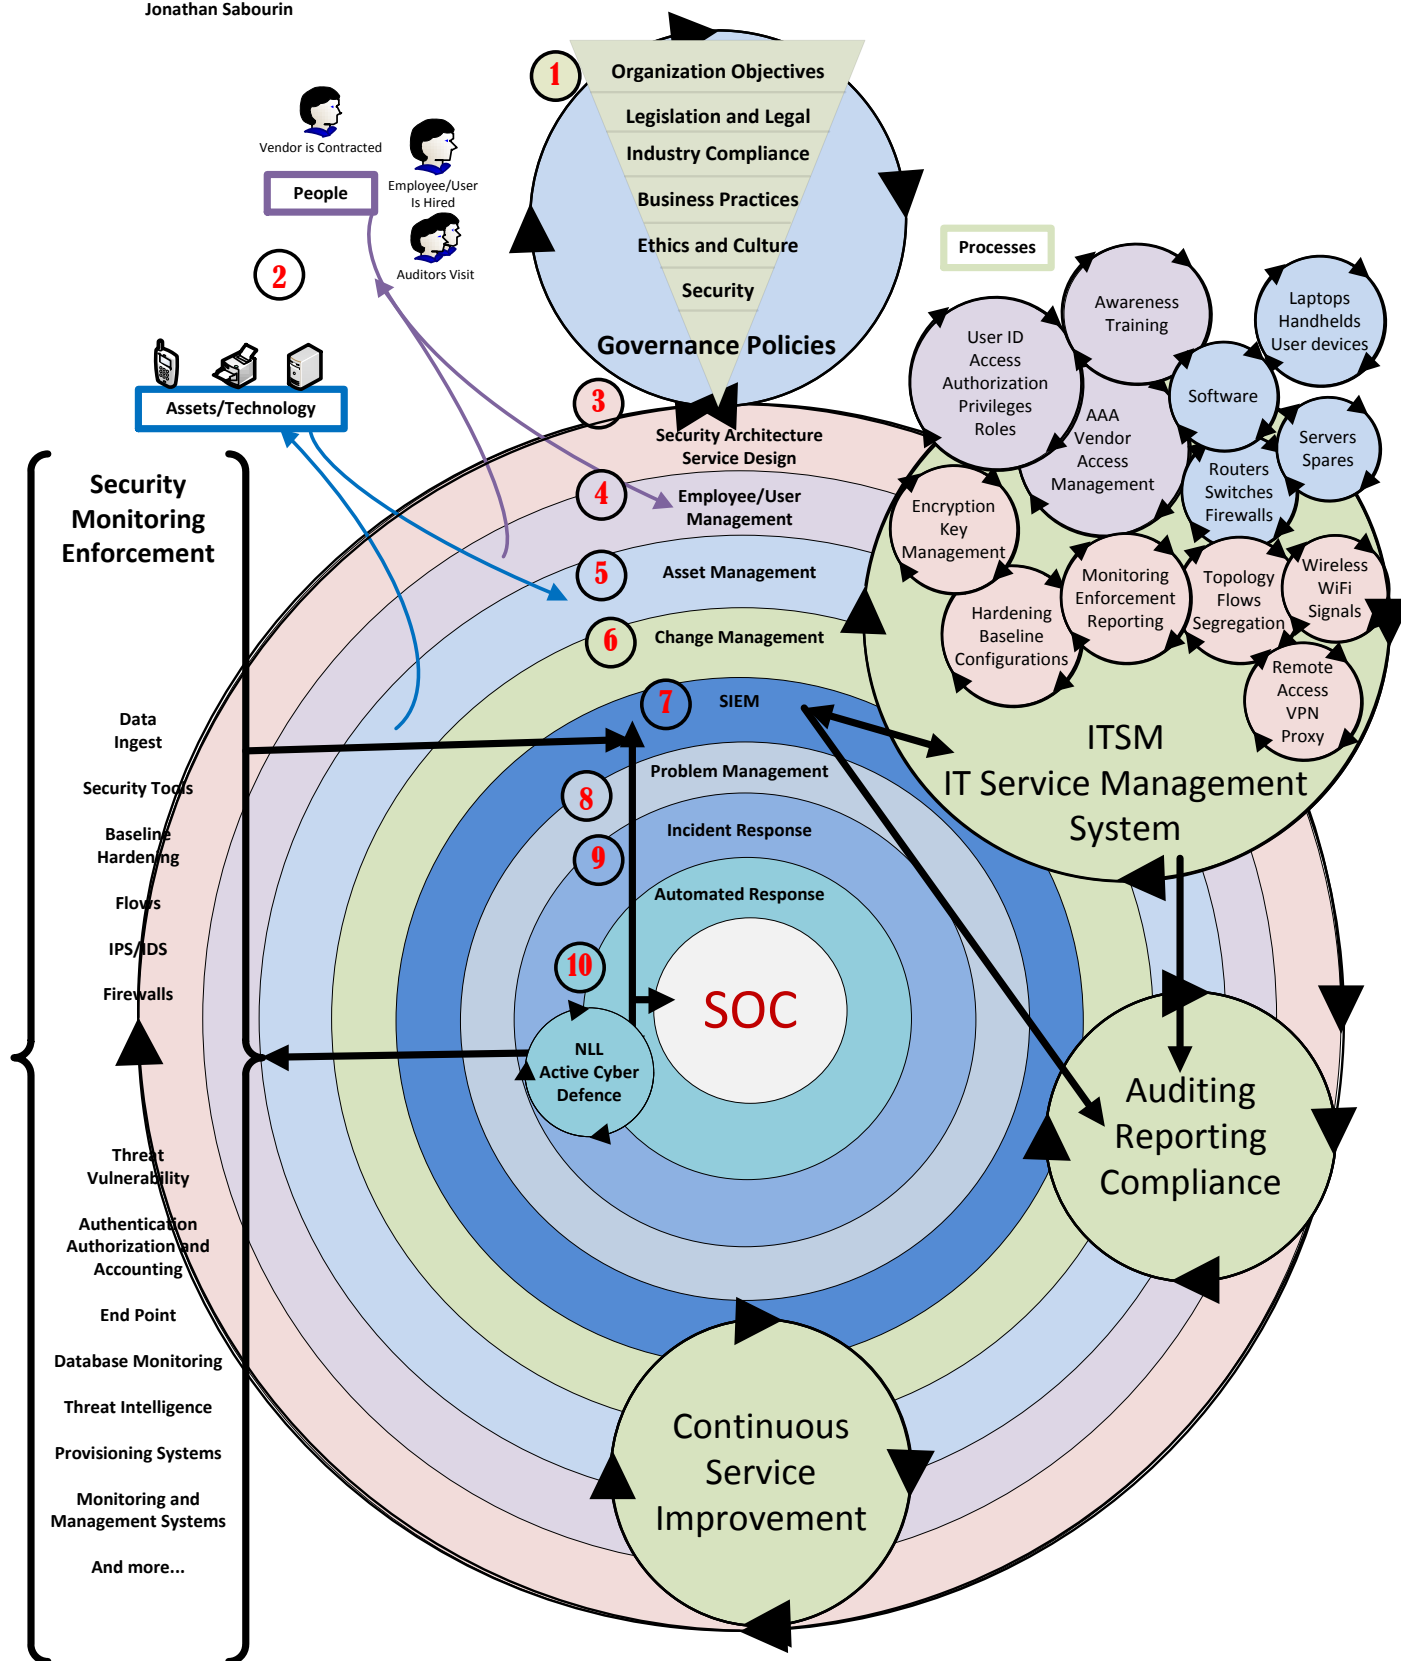 Jonathan Sabourin
1
Organization Objectives
Legislation and Legal
Industry Compliance
Business Practices
Ethics and Culture
Security
Governance Policies
Vendor is Contracted
People
Employee/User
Is Hired
Auditors Visit
2
Assets/Technology
Processes
User ID
Access
Authorization
Privileges
Roles
Awareness
Training
Laptops
Handhelds
User devices
AAA
Vendor
Access
Management
Software
Servers
Spares
Routers
Switches
Firewalls
Encryption
Key
Management
Hardening
Baseline
Configurations
Monitoring
Enforcement
Reporting
Topology
Flows
Segregation
Wireless
WiFi
Signals
Remote
Access
VPN
Proxy
ITSM
IT Service Management
System
3
Security Architecture
Service Design
4
Employee/User
Management
5
Asset Management
6
Change Management
7
SIEM
8
Problem Management
9
Incident Response
Automated Response
10
SOC
NLL
Active Cyber
Defence
Security
Monitoring
Enforcement
Data
Ingest
Security Tools
Baseline
Hardening
Flows
IPS/IDS
Firewalls
Threat
Vulnerability
Authentication
Authorization and
Accounting
End Point
Database Monitoring
Threat Intelligence
Provisioning Systems
Monitoring and
Management Systems
And more...
Auditing
Reporting
Compliance
Continuous
Service
Improvement